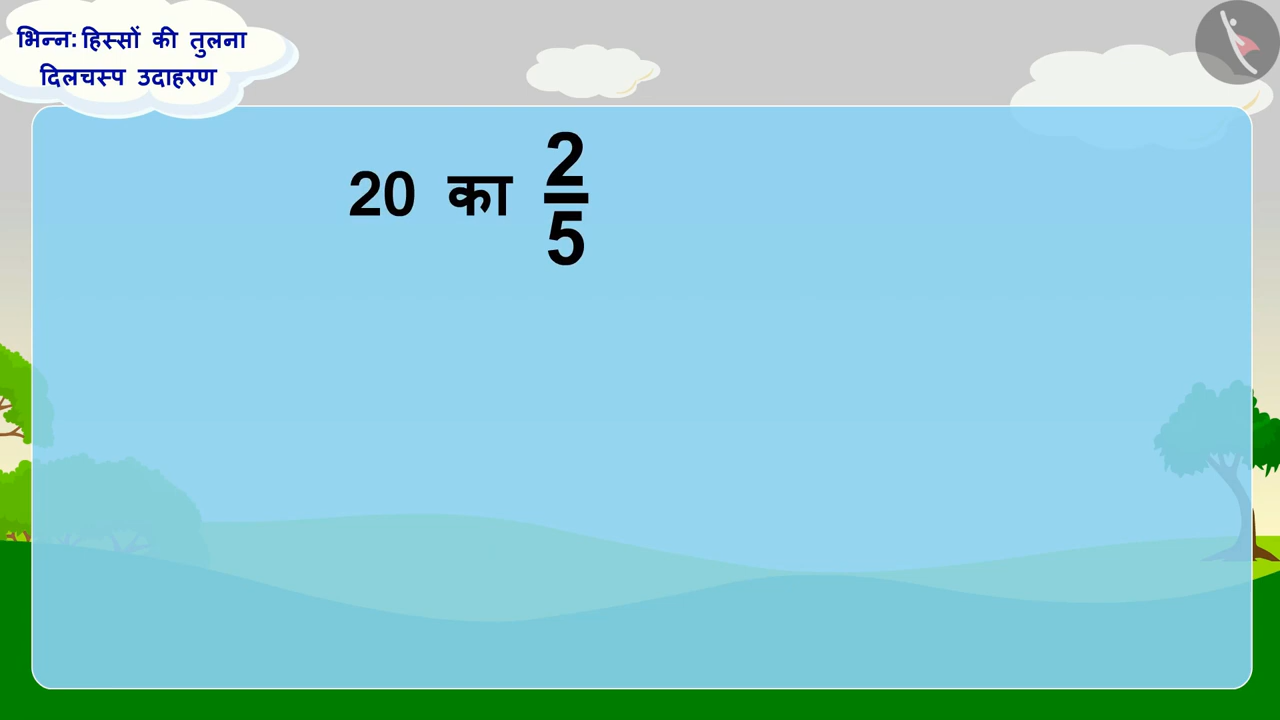 भिन्न: हिस्सों की तुलना
दिलचस्प उदाहरण
20 का 2/5